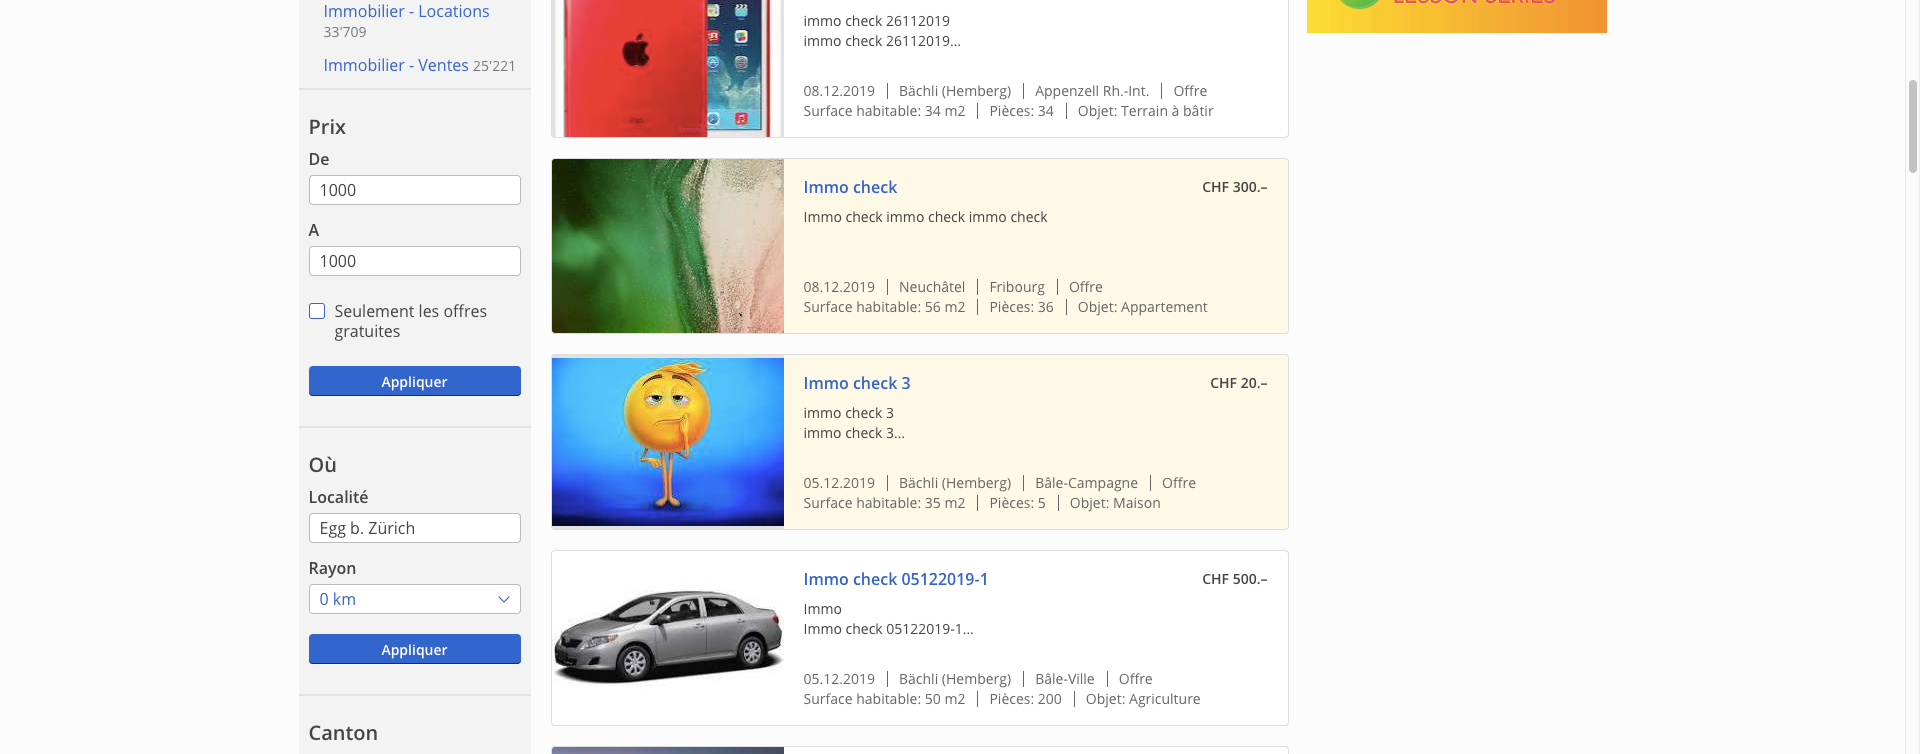 Immobilier - Locations
33'709
Immobilier - Ventes 25'221
Prix
De
1000
A
1000
Seulement les offres
gratuites
Appliquer
Où
Localité
Egg b. Zürich
Rayon
0 km
Appliquer
Canton
immo check 26112019
immo check 26112019...
08.12.2019 | Bächli (Hemberg) | Appenzell Rh.-Int. | Offre
Surface habitable: 34 m2 | Pièces: 34 | Objet: Terrain à bâtir
Immo check CHF 300.–
Immo check immo check immo check
08.12.2019 | Neuchâtel | Fribourg | Offre
Surface habitable: 56 m2 | Pièces: 36 | Objet: Appartement
Immo check 3 CHF 20.–
immo check 3
immo check 3...
05.12.2019 | Bächli (Hemberg) | Bâle-Campagne | Offre
Surface habitable: 35 m2 | Pièces: 5 | Objet: Maison
Immo check 05122019-1 CHF 500.–
Immo
Immo check 05122019-1...
05.12.2019 | Bächli (Hemberg) | Bâle-Ville | Offre
Surface habitable: 50 m2 | Pièces: 200 | Objet: Agriculture
LESSON SERIES